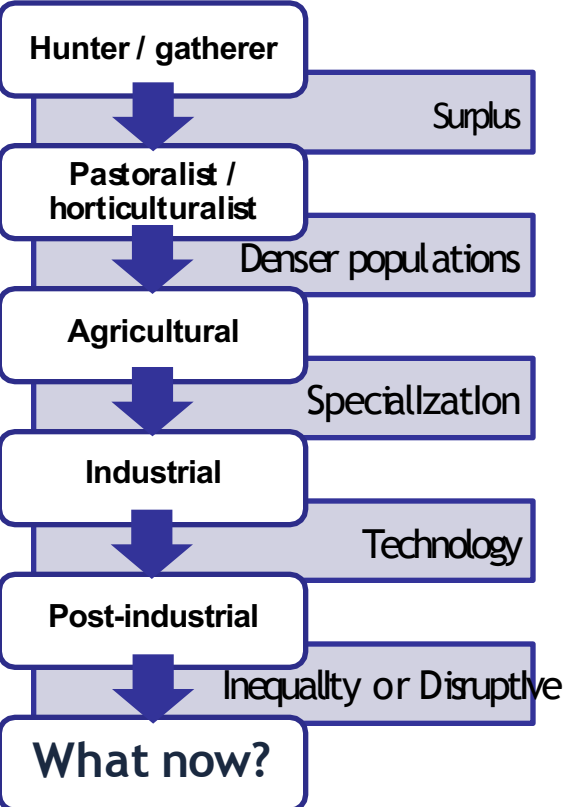 Hunter / gatherer
Surplus
Pastoralist /
horticulturalist
Denser populations
Agricultural
Specialization
Industrial
Technology
Post-industrial
Inequality or Disruptive
What now?